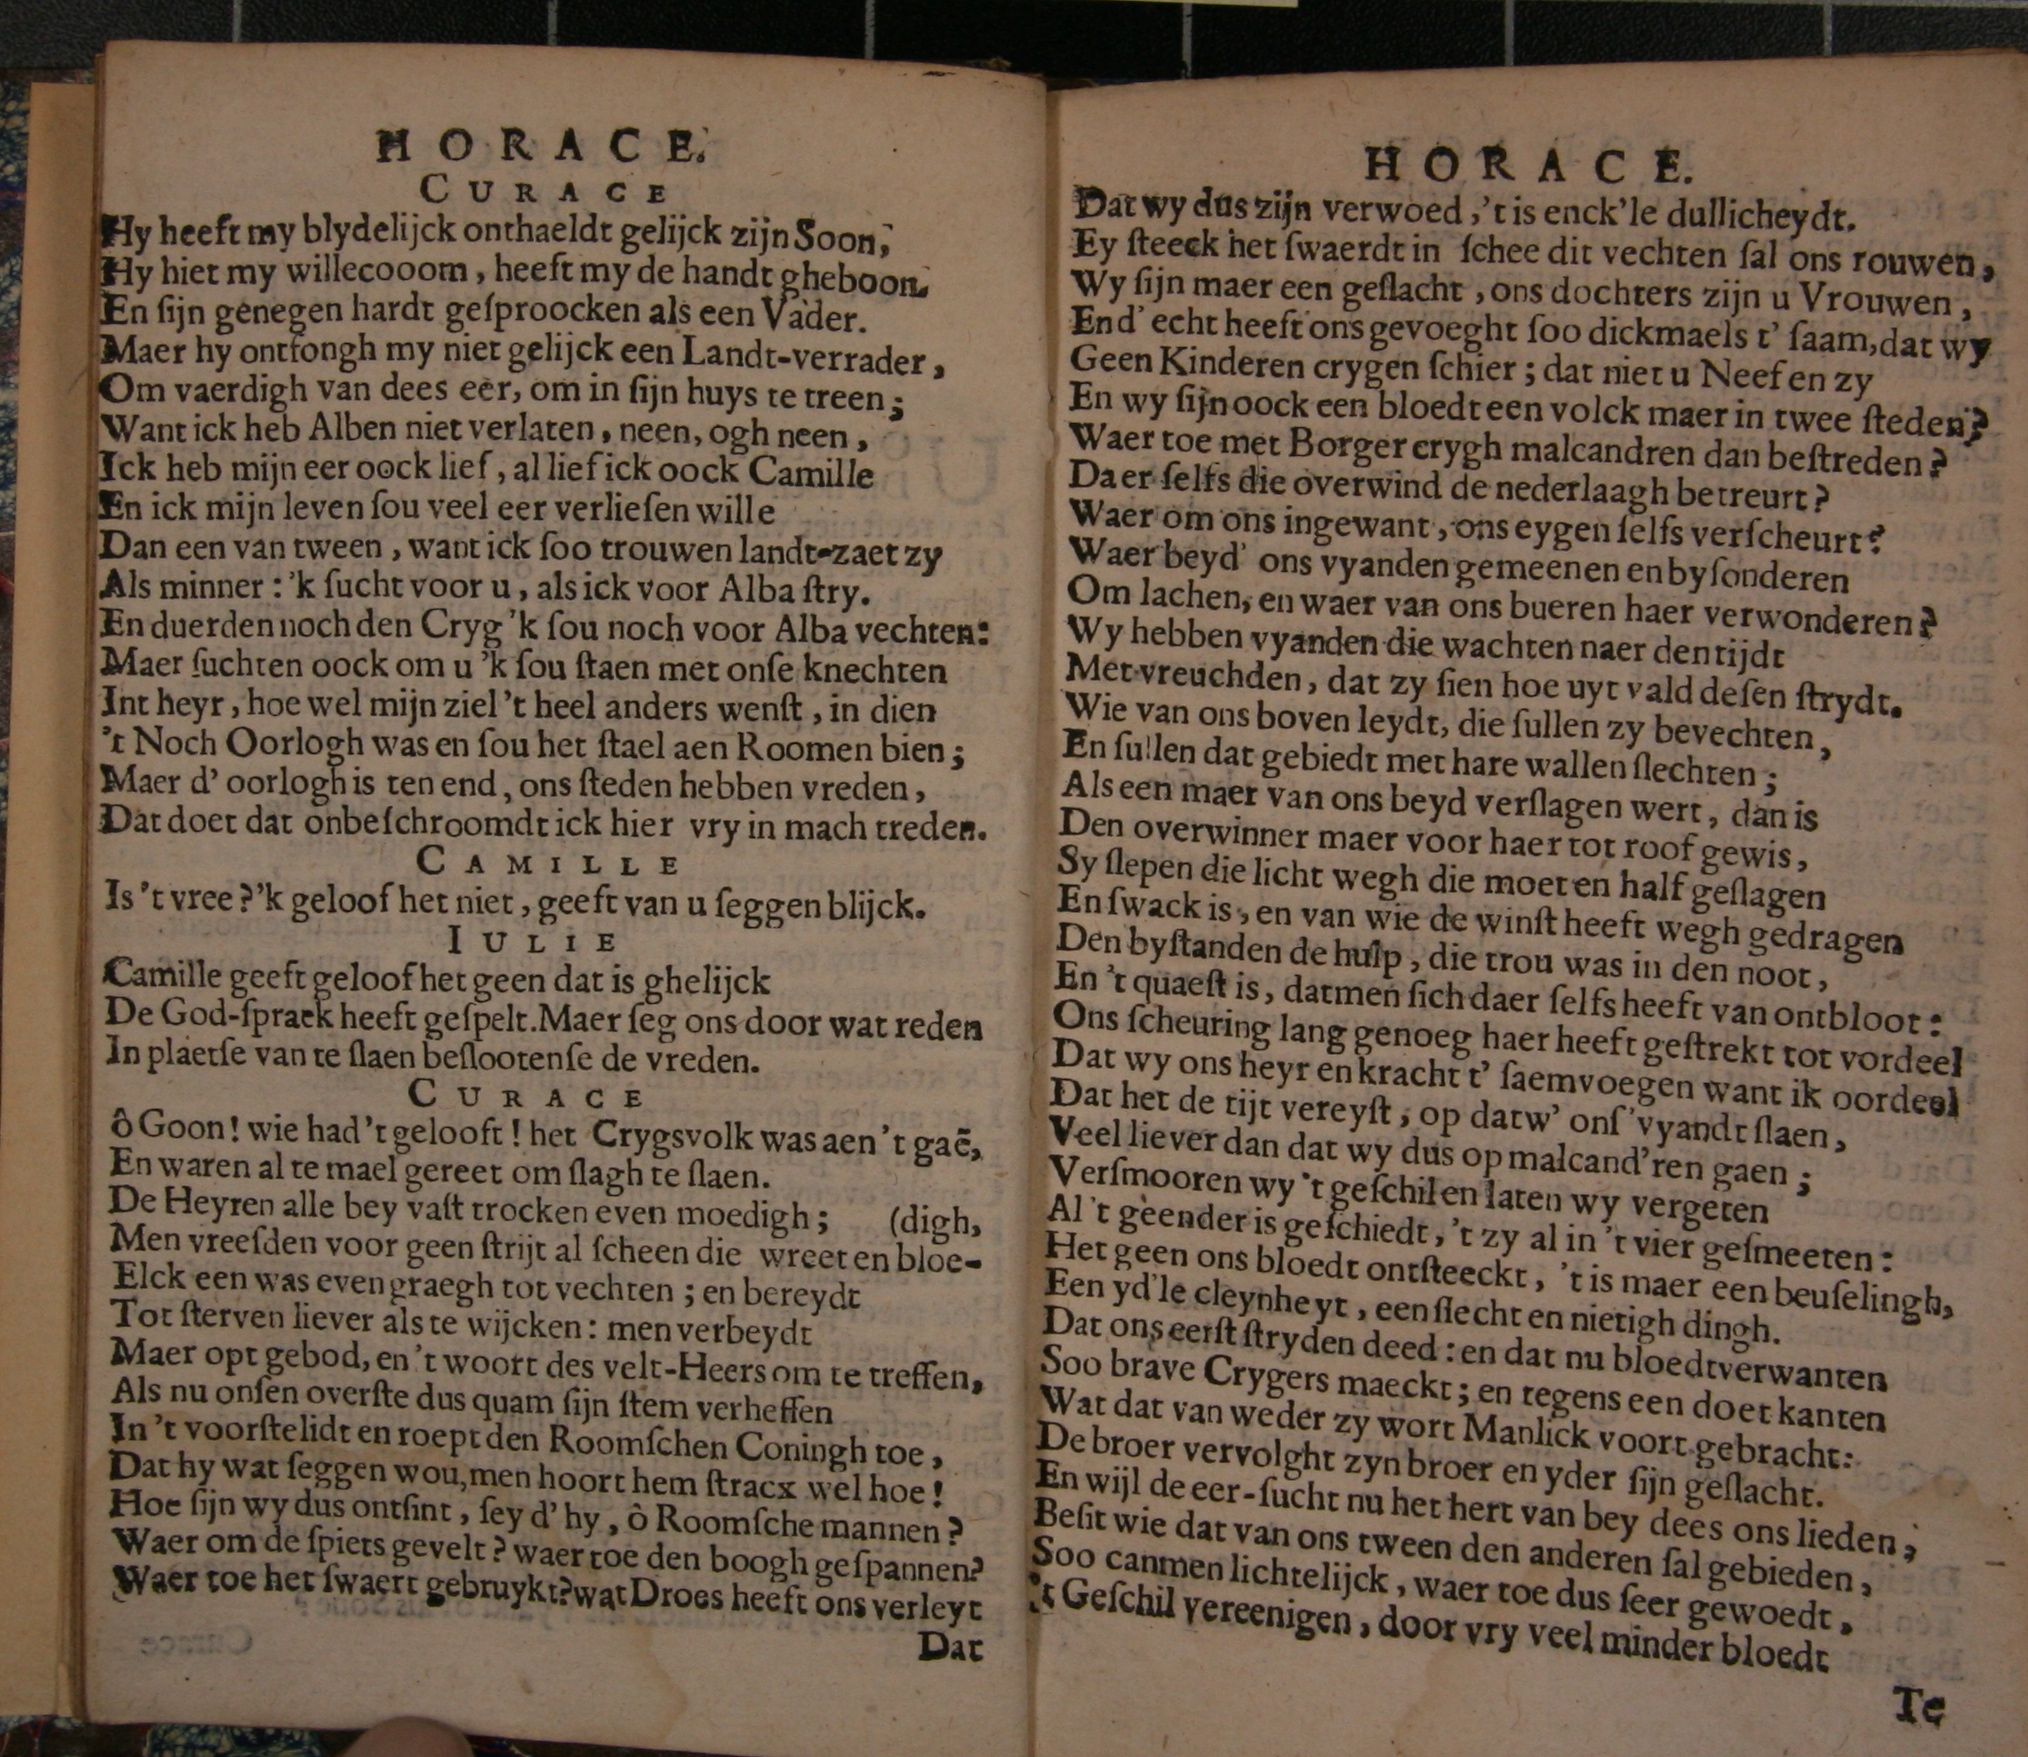 HORACE.
CURACE
Hy heeft my blydelijck onthaeldt gelijck zijn Soon,
Hy hiet my willecooom, heeft my de handt gheboon.
En ſijn genegen hardt geſproocken als een Vader.
Maer hy ontfongh my niet gelijck een Landt-verrader,
Om vaerdigh van dees eer, om in ſijn huys te treen;
Want ick heb Alben niet verlaten, neen, ogh neen,
Ick heb mijn eer oock lief, al lief ick oock Camille
En ick mijn leven ſou veel eer verlieſen wille
Dan een van tween, want ick ſoo trouwen landt-zaet zy
Als minner: 'k ſucht voor u, als ick voor Alba ſtry.
En duerden noch den Cryg 'k ſou noch voor Alba vechten:
Maer ſuchten oock om u 'k ſou ſtaen met onſe knechten
Int heyr, hoe wel mijn ziel 't heel anders wenſt, in dien
't Noch Oorlogh was en ſou het ſtael aen Roomen bien;
Maer d' oorlogh is ten end, ons ſteden hebben vreden,
Dat doet dat onbeſchroomdt ick hier vry in mach treden.
CAMILLE
Is 't vree? 'k geloof het niet, geeft van u ſeggen blijck.
IULIE
Camille geeft geloof het geen dat is ghelijck
De God-ſpraek heeft geſpelt. Maer ſeg ons door wat reden
In plaetſe van te ſlaen beſlootenſe de vreden.
CURACE
ô Goon! wie had 't gelooft! het Crygsvolk was aen 't gaē,
En waren al te mael gereet om ſlagh te ſlaen.
De Heyren alle bey vaſt trocken even moedigh; (digh,
Men vreeſden voor geen ſtrijt al ſcheen die wreet en bloe-
Elck een was even graegh tot vechten; en bereydt
Tot ſterven liever als te wijcken: men verbeydt
Maer opt gebod, en 't woort des velt-Heers om te treffen,
Als nu onſen overſte dus quam ſijn ſtem verheffen
In 't voorſte lidt en roept den Roomſchen Coningh toe,
Dat hy wat ſeggen wou, men hoort hem ſtracx wel hoe!
Hoe ſijn wy dus ontſint, ſey d' hy, ô Roomſche mannen?
Waer om de ſpiets gevelt? waer toe den boogh geſpannen?
Waer toe het ſwaert gebruykt? wat Droes heeft ons verleyt
Dat
HORACE.
Dat wy dus zijn verwoed, 't is enck'le dullicheydt.
Ey ſteeck het ſwaerdt in ſchee dit vechten ſal ons rouwen,
Wy ſijn maer een geſlacht, ons dochters zijn u Vrouwen,
End' echt heeft ons gevoeght ſoo dickmaels t' ſaam, dat wy
Geen Kinderen crygen ſchier; dat niet u Neef en zy
En wy ſijn oock een bloedt een volck maer in twee ſteden?
Waer toe met Borger crygh malcandren dan beſtreden?
Daer ſelfs die overwind de nederlaagh betreurt?
Waer om ons ingewant, ons eygen ſelfs verſcheurt?
Waer beyd' ons vyanden gemeenen en byſonderen
Om lachen, en waer van ons bueren haer verwonderen?
Wy hebben vyanden die wachten naer den tijdt
Met vreuchden, dat zy ſien hoe uyt vald deſen ſtrydt.
Wie van ons boven leydt, die ſullen zy bevechten,
En ſullen dat gebiedt met hare wallen ſlechten;
Als een maer van ons beyd verſlagen wert, dan is
Den overwinner maer voor haer tot roof gewis,
Sy ſlepen die licht wegh die moet en half geſlagen
En ſwack is, en van wie de winſt heeft wegh gedragen
Den byſtanden de hulp, die trou was in den noot,
En 't quaeſt is, datmen ſich daer ſelfs heeft van ontbloot:
Ons ſcheuring lang genoeg haer heeft geſtrekt tot vordeel
Dat wy ons heyr en kracht t' ſaemvoegen want ik oordeel
Dat het de tijt vereyſt, op dat w' onſ' vyandt ſlaen,
Veel liever dan dat wy dus op malcand'ren gaen;
Verſmooren wy 't geſchil en laten wy vergeten
Al 't geender is geſchiedt, 't zy al in 't vier geſmeeten:
Het geen ons bloedt ontſteeckt, 't is maer een beuſelingh,
Een yd'le cleynheyt, een ſlecht en nietigh dingh.
Dat ons eerſt ſtryden deed: en dat nu bloedtverwanten
Soo brave Crygers maeckt; en tegens een doet kanten
Wat dat van weder zy wort Manlick voort gebracht:
De broer vervolght zyn broer en yder ſijn geſlacht.
En wijl de eer-ſucht nu het hert van bey dees ons lieden,
Beſit wie dat van ons tween den anderen ſal gebieden,
Soo canmen lichtelijck, waer toe dus ſeer gewoedt,
't Geſchil vereenigen, door vry veel minder bloedt
Te